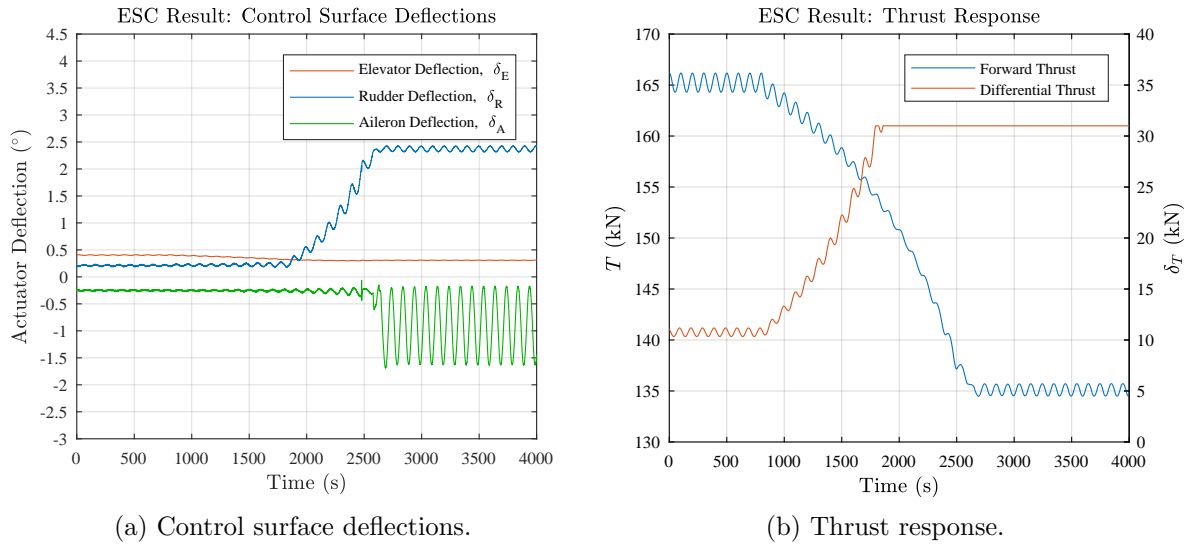 ESC Result: Control Surface Deflections
4.5
4
3.5
3
2.5
2
1.5
1
0.5
0
-0.5
-1
-1.5
-2
-2.5
-3
Actuator Deflection (°)
Elevator Deflection, δE
Rudder Deflection, δR
Aileron Deflection, δA
0 500 1000 1500 2000 2500 3000 3500 4000
Time (s)
(a) Control surface deflections.
ESC Result: Thrust Response
170
165
160
155
150
145
140
135
130
T (kN)
Forward Thrust
Differential Thrust
40
35
30
25
20
15
10
5
0
δT (kN)
0 500 1000 1500 2000 2500 3000 3500 4000
Time (s)
(b) Thrust response.